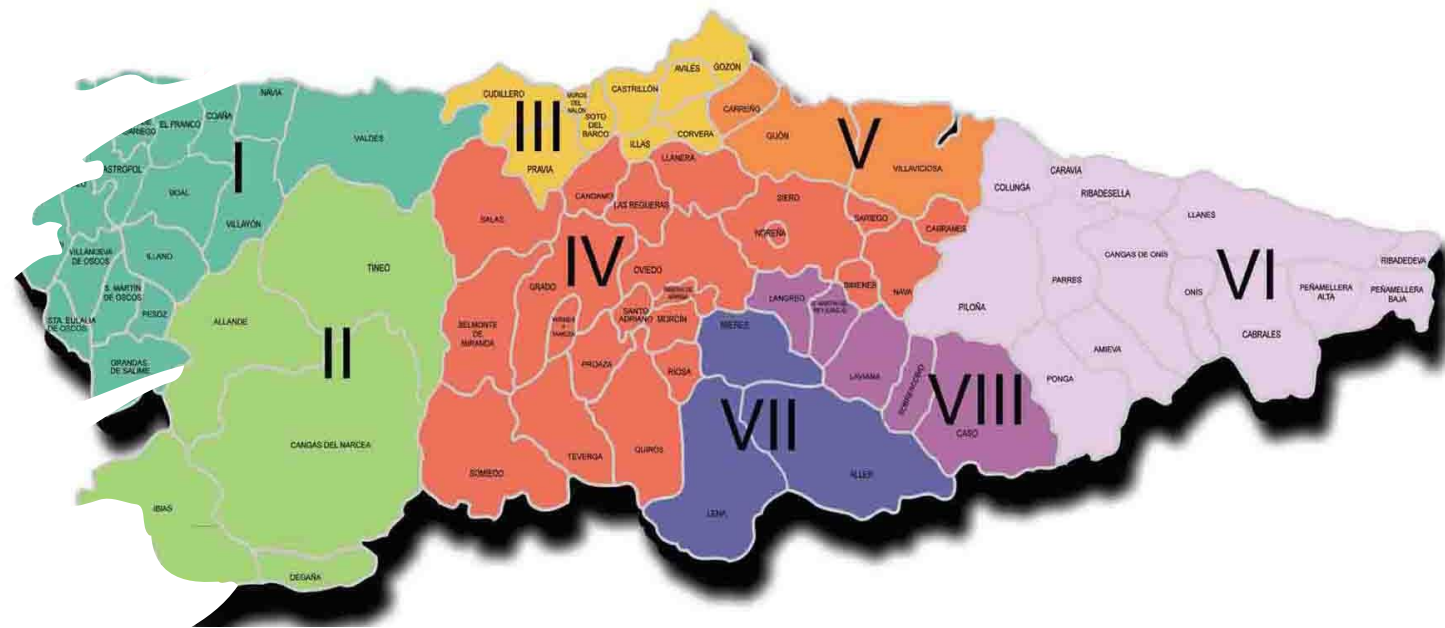 NAVIA
COAÑA
EL FRANCO
VALDES
BOAL
I
VILLAYÓN
VILLANUEVA
DE OSCOS
ILLANO
S. MARTÍN
DE OSCOS
PESOZ
STA. EULALIA
DE OSCOS
GRANDAS
DE SALIME
TINEO
ALLANDE
II
CANGAS DEL NARCEA
IBIAS
DEGAÑA
CUDILLERO
III
MUROS
DEL
NALON
SOTO
DEL
BARCO
CASTRILLÓN
AVILÉS
GOZON
ILLAS
CORVERA
PRAVIA
SALAS
CANDAMO
LAS REGUERAS
LLANERA
SIERO
NOREÑA
SARIEGO
CABRANES
NAVA
BIMENES
IV
GRADO
OVIEDO
SANTO
ADRIANO
MORCÍN
BELMONTE
DE
MIRANDA
PROAZA
RIOSA
SOMIEDO
TEVERGA
QUIRÓS
CARREÑO
GIJÓN
V
VILLAVICIOSA
COLUNGA
CARAVIA
RIBADESELLA
LLANES
CANGAS DE ONÍS
PARRES
PILOÑA
ONÍS
VI
RIBADEDEVA
PEÑAMELLERA
ALTA
PEÑAMELLERA
BAJA
CABRALES
AMIEVA
PONGA
MIERES
VII
LENA
ALLER
LANGREO
LAVIANA
SOBRESCOBIO
VIII
CASO